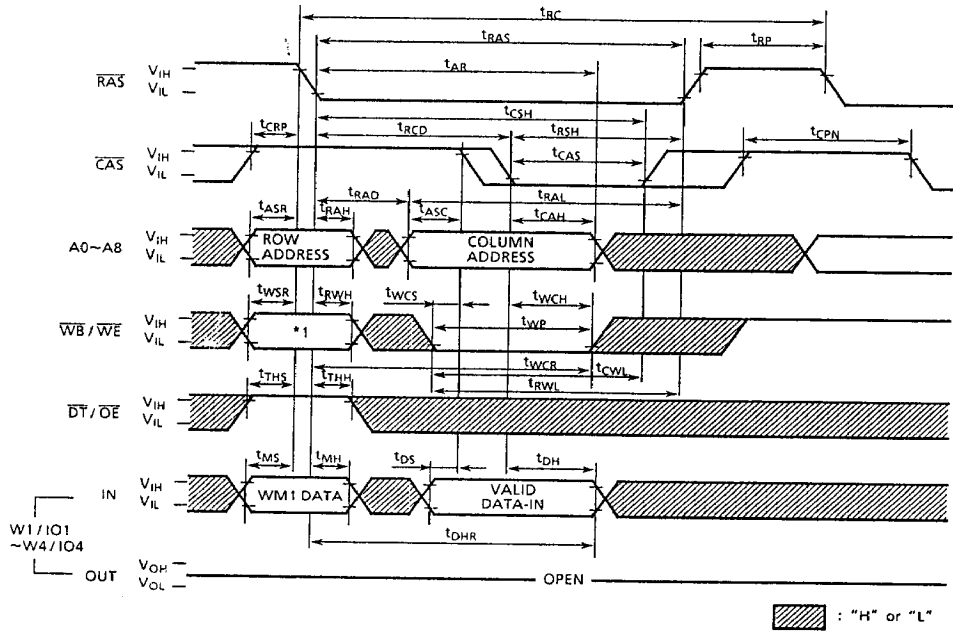 tRC
tRAS
tRP
tAR
RAS VIH
VIL
tCSH
tCRP tRCD tRSH tCPN
CAS VIH
VIL
tCAS
tRAD tRAL
tASR tRAH tASC tCAH
A0~A8 VIH
VIL
ROW ADDRESS
COLUMN ADDRESS
tWSR tRWH tWCS tWCH
WB/WE VIH
VIL
*1
tWP
tWCR
tCWL
tRWL
tTHS tTHH
DT/OE VIH
VIL
tMS tMH tDS tDH
IN VIH
VIL
WM1 DATA
VALID DATA-IN
W1/IO1
~W4/IO4
tDHR
OUT VOH
VOL
OPEN
: "H" or "L"